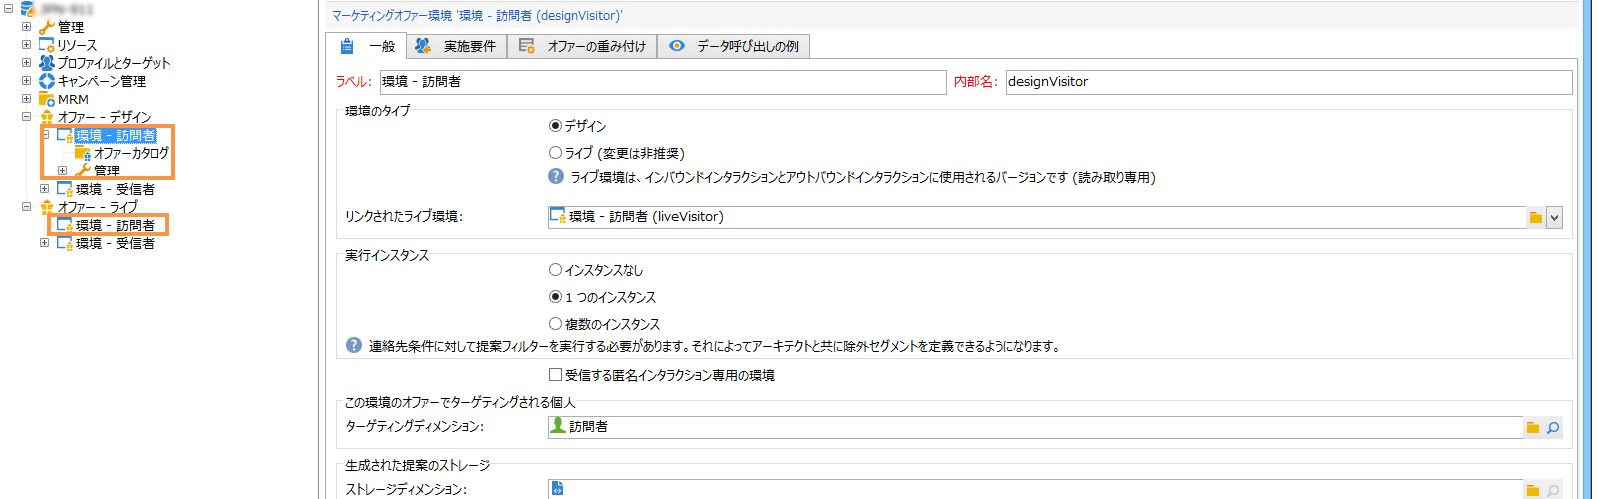 管理
リソース
プロファイルとターゲット
キャンペーン管理
MRM
オファー - デザイン
環境 - 訪問者
オファーカタログ
管理
環境 - 受信者
オファー - ライブ
環境 - 訪問者
環境 - 受信者
マーケティングオファー環境 '環境 - 訪問者 (designVisitor)'
一般 実施要件 オファーの重み付け データ呼び出しの例
ラベル: 環境 - 訪問者 内部名: designVisitor
環境のタイプ
デザイン
ライブ (変更は非推奨)
ライブ環境は、インバウンドインタラクションとアウトバウンドインタラクションに使用されるバージョンです (読み取り専用)
リンクされたライブ環境: 環境 - 訪問者 (liveVisitor)
実行インスタンス
インスタンスなし
1 つのインスタンス
複数のインスタンス
連絡先条件に対して提案フィルターを実行する必要があります。それによってアーキテクトと共に除外セグメントを定義できるようになります。
受信する匿名インタラクション専用の環境
この環境のオファーでターゲティングされる個人
ターゲティングディメンション: 訪問者
生成された提案のストレージ
ストレージディメンション: